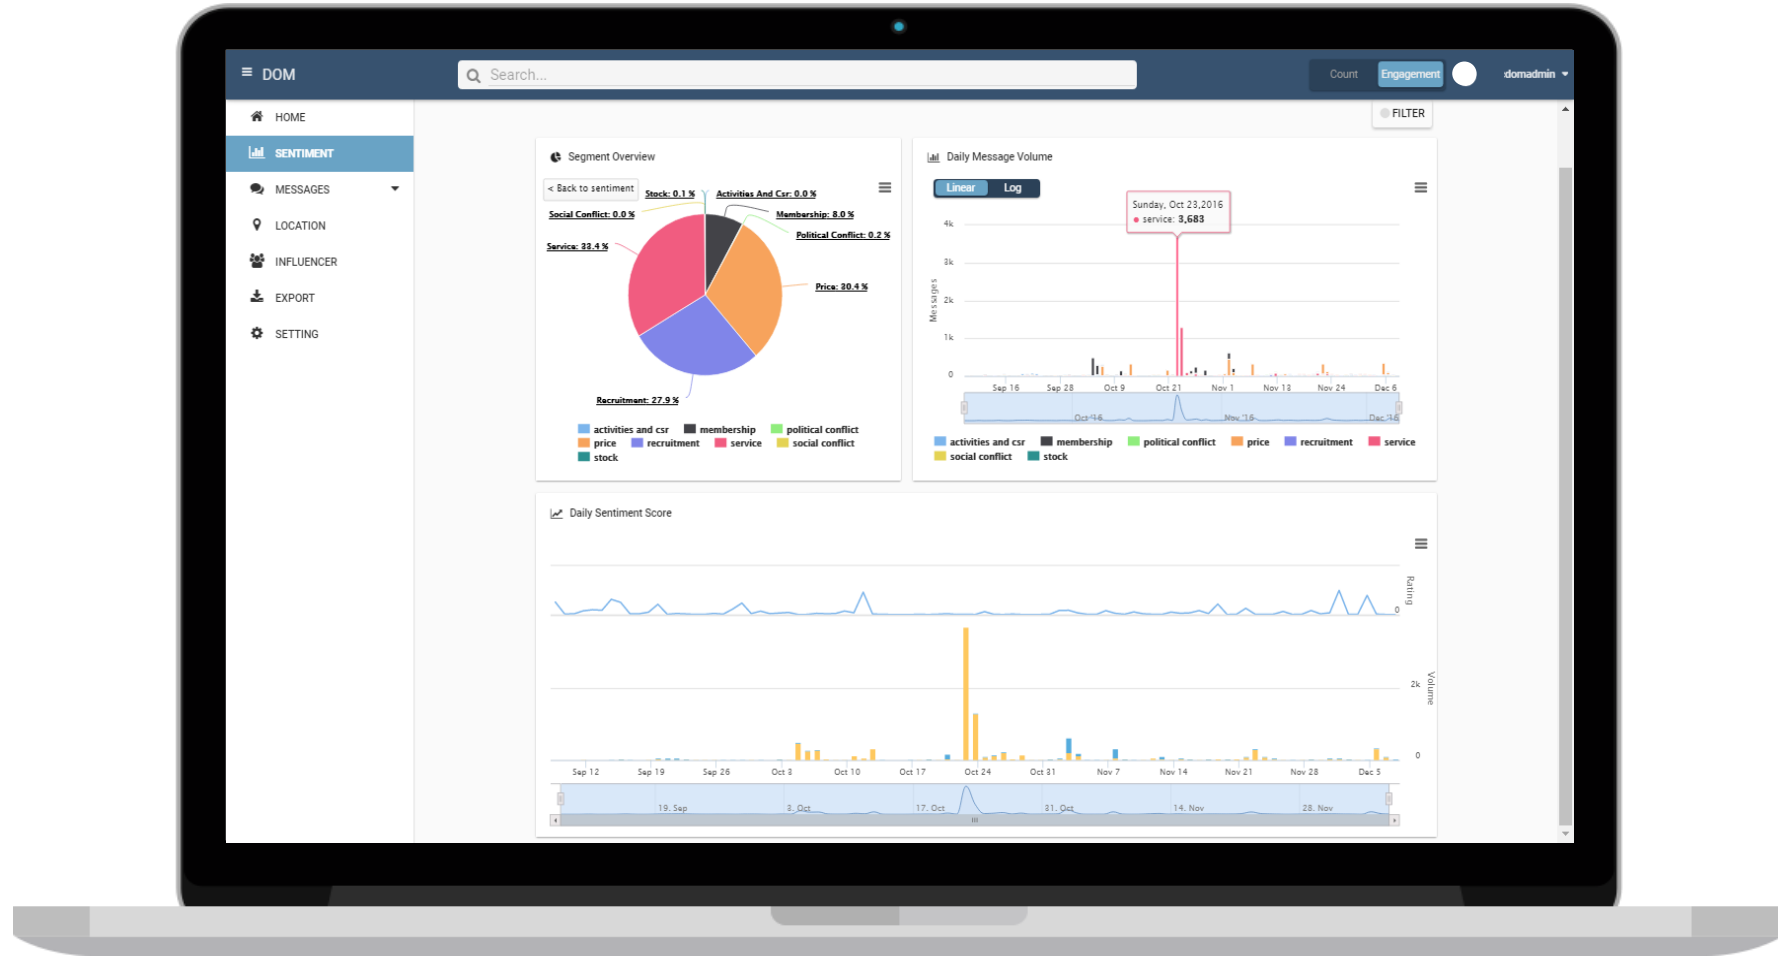 DOM
Search...
Count
Engagement
:domadmin
HOME
SENTIMENT
MESSAGES
LOCATION
INFLUENCER
EXPORT
SETTING
FILTER
Segment Overview
< Back to sentiment
Stock: 0.1 %
Activities And Csr: 0.0 %
Social Conflict: 0.0 %
Membership: 8.0 %
Political Conflict: 0.2 %
Service: 33.4 %
Price: 30.4 %
Recruitment: 27.9 %
activities and csr membership political conflict
price recruitment service social conflict
stock
Daily Message Volume
Linear Log
Sunday, Oct 23,2016
service: 3,683
Messages
4k
3k
2k
1k
0
Sep 16 Sep 28 Oct 9 Oct 21 Nov 1 Nov 13 Nov 24 Dec 6
Oct '16 Nov '16 Dec '16
activities and csr membership political conflict price recruitment service
social conflict stock
Daily Sentiment Score
Rating
0
Volume
2k
0
Sep 12 Sep 19 Sep 26 Oct 3 Oct 10 Oct 17 Oct 24 Oct 31 Nov 7 Nov 14 Nov 21 Nov 28 Dec 5
19. Sep 3. Oct 17. Oct 31. Oct 14. Nov 28. Nov